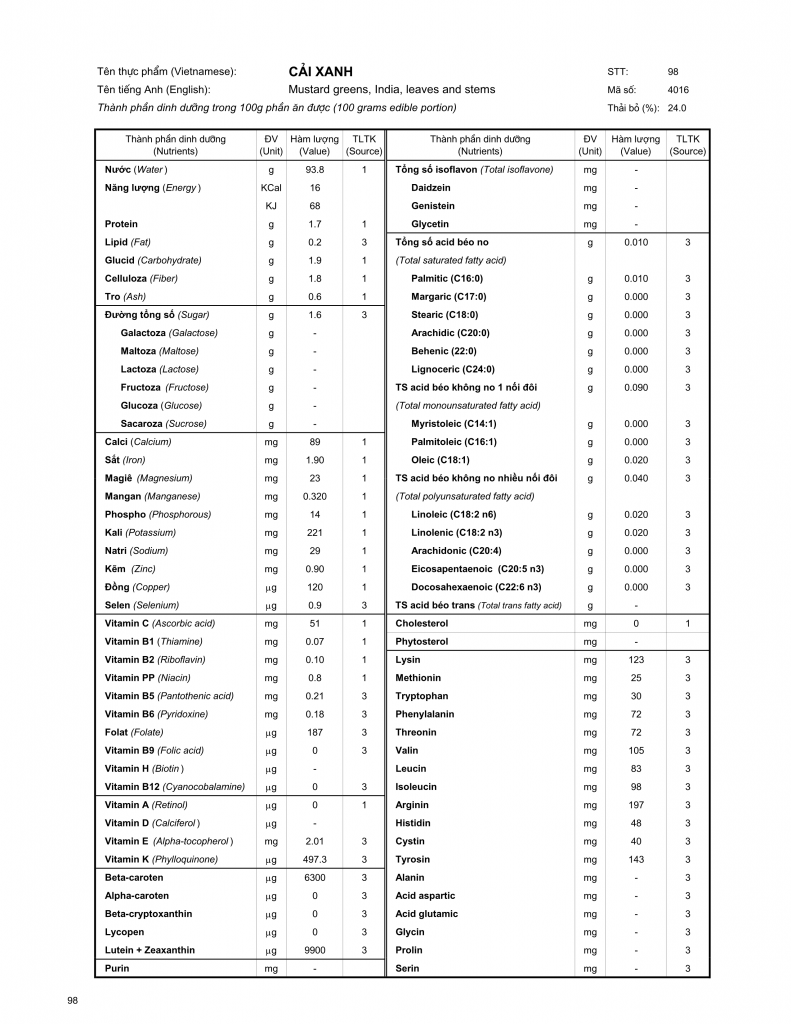 Tên thực phẩm (Vietnamese): CẢI XANH STT: 98
Tên tiếng Anh (English): Mustard greens, India, leaves and stems Mã số: 4016
Thành phần dinh dưỡng trong 100g phần ăn được (100 grams edible portion) Thải bỏ (%): 24.0
Thành phần dinh dưỡng ĐV Hàm lượng TLTK Thành phần dinh dưỡng ĐV Hàm lượng TLTK
(Nutrients) (Unit) (Value) (Source) (Nutrients) (Unit) (Value) (Source)
Nước (Water) g 93.8 1 Tổng số isoflavon (Total isoflavone) mg -
Năng lượng (Energy) KCal 16 Daidzein mg -
KJ 68 Genistein mg -
Protein g 1.7 1 Glycetin mg -
Lipid (Fat) g 0.2 3 Tổng số acid béo no g 0.010 3
Glucid (Carbohydrate) g 1.9 1 (Total saturated fatty acid)
Celluloza (Fiber) g 1.8 1 Palmitic (C16:0) g 0.010 3
Tro (Ash) g 0.6 1 Margaric (C17:0) g 0.000 3
Đường tổng số (Sugar) g 1.6 3 Stearic (C18:0) g 0.000 3
Galactoza (Galactose) g - Arachidic (C20:0) g 0.000 3
Maltoza (Maltose) g - Behenic (22:0) g 0.000 3
Lactoza (Lactose) g - Lignoceric (C24:0) g 0.000 3
Fructoza (Fructose) g - TS acid béo không no 1 nối đôi g 0.090 3
Glucoza (Glucose) g - (Total monounsaturated fatty acid)
Sacaroza (Sucrose) g - Myristoleic (C14:1) g 0.000 3
Calci (Calcium) mg 89 1 Palmitoleic (C16:1) g 0.000 3
Sắt (Iron) mg 1.90 1 Oleic (C18:1) g 0.020 3
Magiê (Magnesium) mg 23 1 TS acid béo không no nhiều nối đôi g 0.040 3
Mangan (Manganese) mg 0.320 1 (Total polyunsaturated fatty acid)
Phospho (Phosphorous) mg 14 1 Linoleic (C18:2 n6) g 0.020 3
Kali (Potassium) mg 221 1 Linolenic (C18:2 n3) g 0.020 3
Natri (Sodium) mg 29 1 Arachidonic (C20:4) g 0.000 3
Kẽm (Zinc) mg 0.90 1 Eicosapentaenoic (C20:5 n3) g 0.000 3
Đồng (Copper) µg 120 1 Docosahexaenoic (C22:6 n3) g 0.000 3
Selen (Selenium) µg 0.9 3 TS acid béo trans (Total trans fatty acid) g -
Vitamin C (Ascorbic acid) mg 51 1 Cholesterol mg 0 1
Vitamin B1 (Thiamine) mg 0.07 1 Phytosterol mg -
Vitamin B2 (Riboflavin) mg 0.10 1 Lysin mg 123 3
Vitamin PP (Niacin) mg 0.8 1 Methionin mg 25 3
Vitamin B5 (Pantothenic acid) mg 0.21 3 Tryptophan mg 30 3
Vitamin B6 (Pyridoxine) mg 0.18 3 Phenylalanin mg 72 3
Folat (Folate) µg 187 3 Threonin mg 72 3
Vitamin B9 (Folic acid) µg 0 3 Valin mg 105 3
Vitamin H (Biotin) µg - Leucin mg 83 3
Vitamin B12 (Cyanocobalamine) µg 0 3 Isoleucin mg 98 3
Vitamin A (Retinol) µg 0 1 Arginin mg 197 3
Vitamin D (Calciferol) µg - Histidin mg 48 3
Vitamin E (Alpha-tocopherol) mg 2.01 3 Cystin mg 40 3
Vitamin K (Phylloquinone) µg 497.3 3 Tyrosin mg 143 3
Beta-caroten µg 6300 3 Alanin mg - 3
Alpha-caroten µg 0 3 Acid aspartic mg - 3
Beta-cryptoxanthin µg 0 3 Acid glutamic mg - 3
Lycopen µg 0 3 Glycin mg - 3
Lutein + Zeaxanthin µg 9900 3 Prolin mg - 3
Purin mg - Serin mg - 3
98